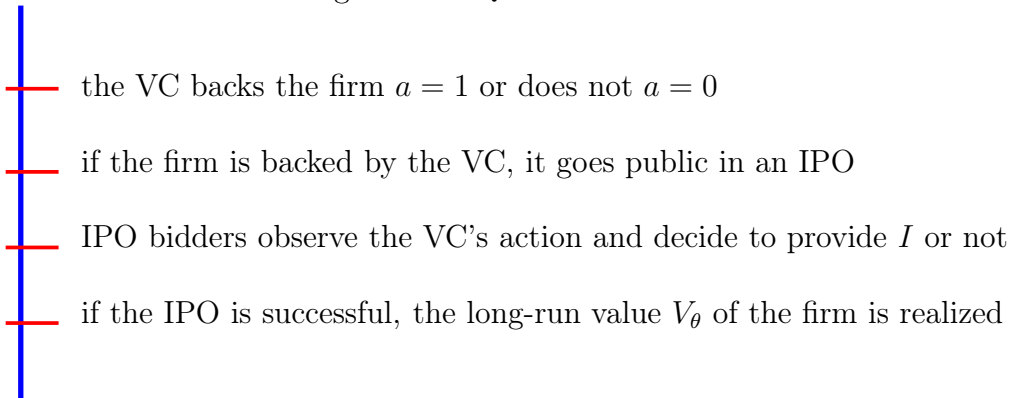 the VC backs the firm a = 1 or does not a = 0
if the firm is backed by the VC, it goes public in an IPO
IPO bidders observe the VC's action and decide to provide I or not
if the IPO is successful, the long-run value V_θ of the firm is realized